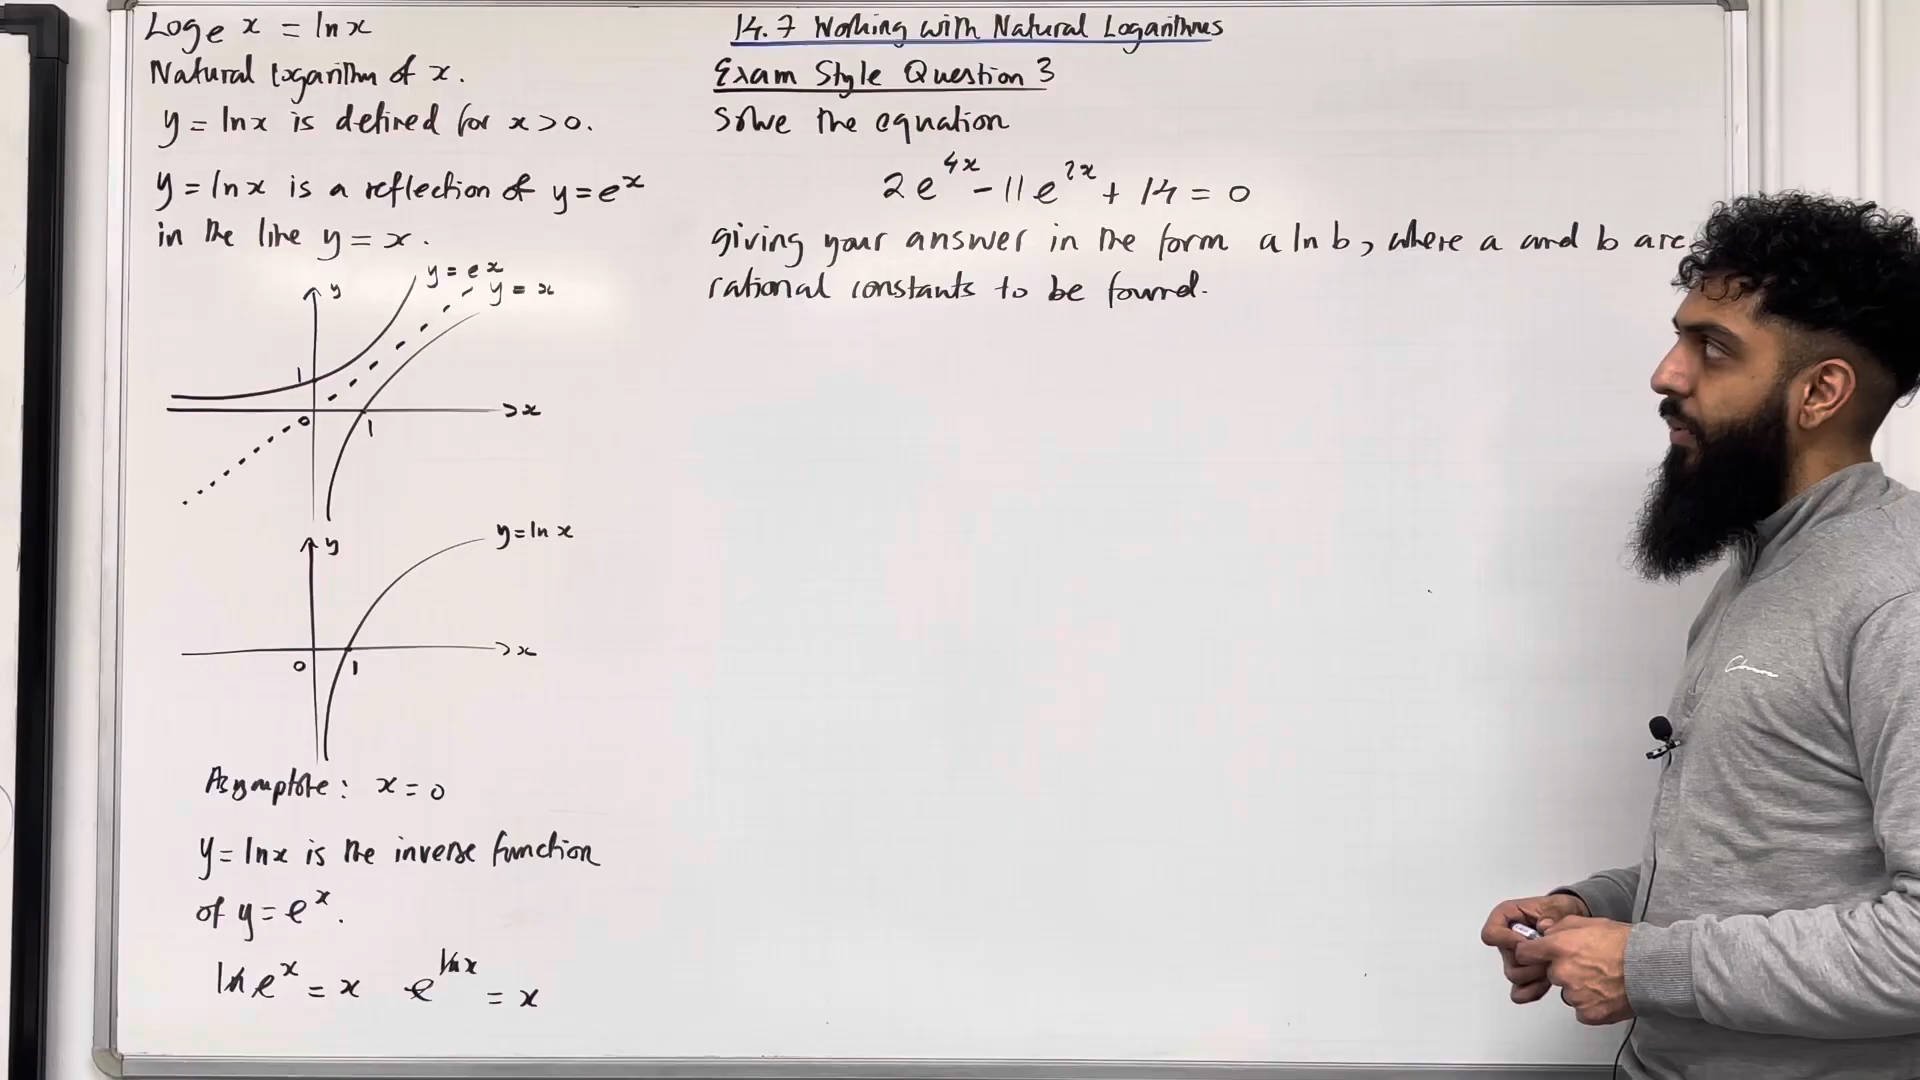 Loge x = ln x
Natural logarithm of x.
y = ln x is defined for x > 0.
y = ln x is a reflection of y = e^x
in the line y = x.
y = e^x
y = x
y
1
0
1
x
y
y = ln x
0
1
x
Asymptote: x = 0
y = ln x is the inverse function
of y = e^x.
ln e^x = x e^ln x = x
14.7 Working with Natural Logarithms
Exam Style Question 3
Solve the equation
2e^4x - 11e^2x + 14 = 0
giving your answer in the form a ln b, where a and b are
rational constants to be found.